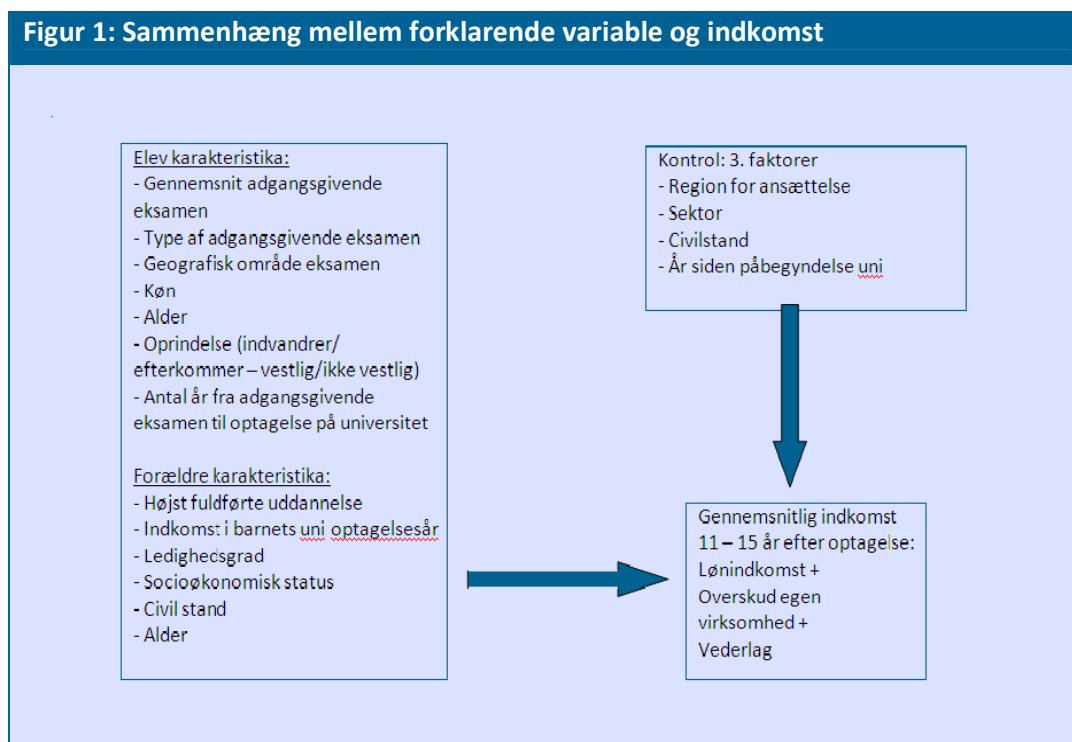 Figur 1: Sammenhæng mellem forklarende variable og indkomst
Elev karakteristika:
- Gennemsnit adgangsgivende
eksamen
- Type af adgangsgivende eksamen
- Geografisk område eksamen
- Køn
- Alder
- Oprindelse (indvandrer/
efterkommer – vestlig/ikke vestlig)
- Antal år fra adgangsgivende
eksamen til optagelse på universitet
Forældre karakteristika:
- Højst fuldførte uddannelse
- Indkomst i barnets uni optagelsesår
- Ledighedsgrad
- Socioøkonomisk status
- Civil stand
- Alder
Kontrol: 3. faktorer
- Region for ansættelse
- Sektor
- Civilstand
- År siden påbegyndelse uni
Gennemsnitlig indkomst
11 – 15 år efter optagelse:
Lønindkomst +
Overskud egen
virksomhed +
Vederlag